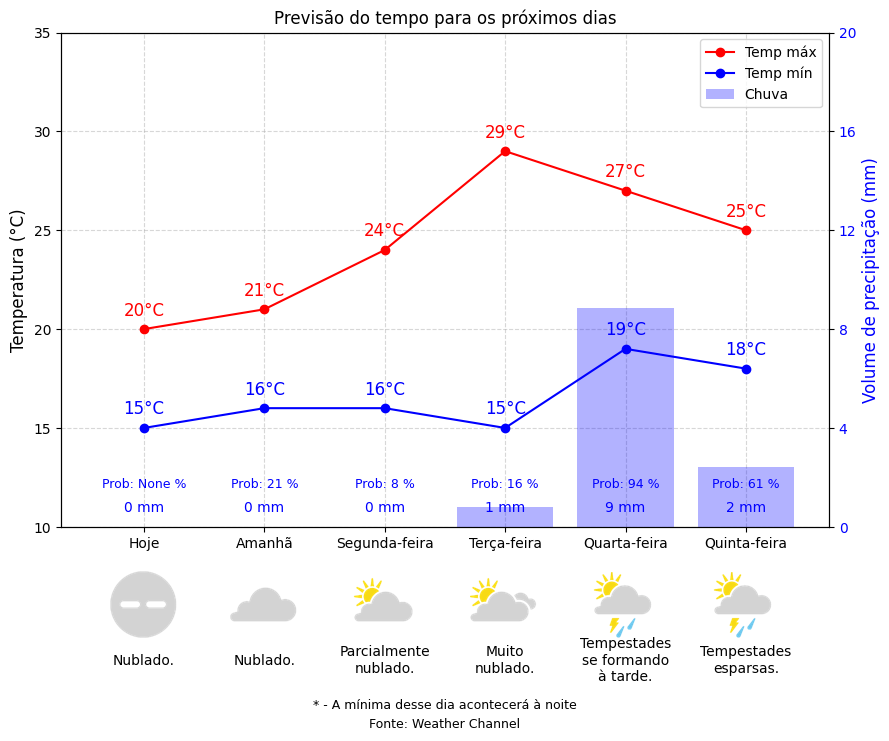 Previsão do tempo para os próximos dias
35
30
25
20
15
10
Temperatura (°C)
20
16
12
8
4
0
Volume de precipitação (mm)
Temp máx
Temp mín
Chuva
20°C
21°C
24°C
29°C
27°C
25°C
15°C
16°C
16°C
15°C
19°C
18°C
Prob: None %
Prob: 21 %
Prob: 8 %
Prob: 16 %
Prob: 94 %
Prob: 61 %
0 mm
0 mm
0 mm
1 mm
9 mm
2 mm
Hoje
Amanhã
Segunda-feira
Terça-feira
Quarta-feira
Quinta-feira
Nublado.
Nublado.
Parcialmente
nublado.
Muito
nublado.
Tempestades
se formando
à tarde.
Tempestades
esparsas.
* - A mínima desse dia acontecerá à noite
Fonte: Weather Channel